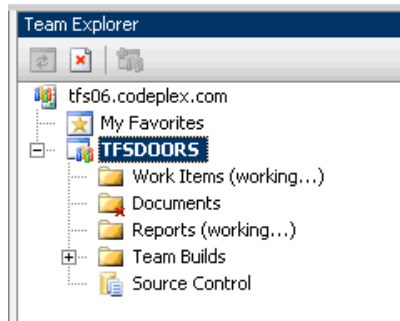 Team Explorer
tfs06.codeplex.com
My Favorites
TFSDOORS
Work Items (working...)
Documents
Reports (working...)
Team Builds
Source Control